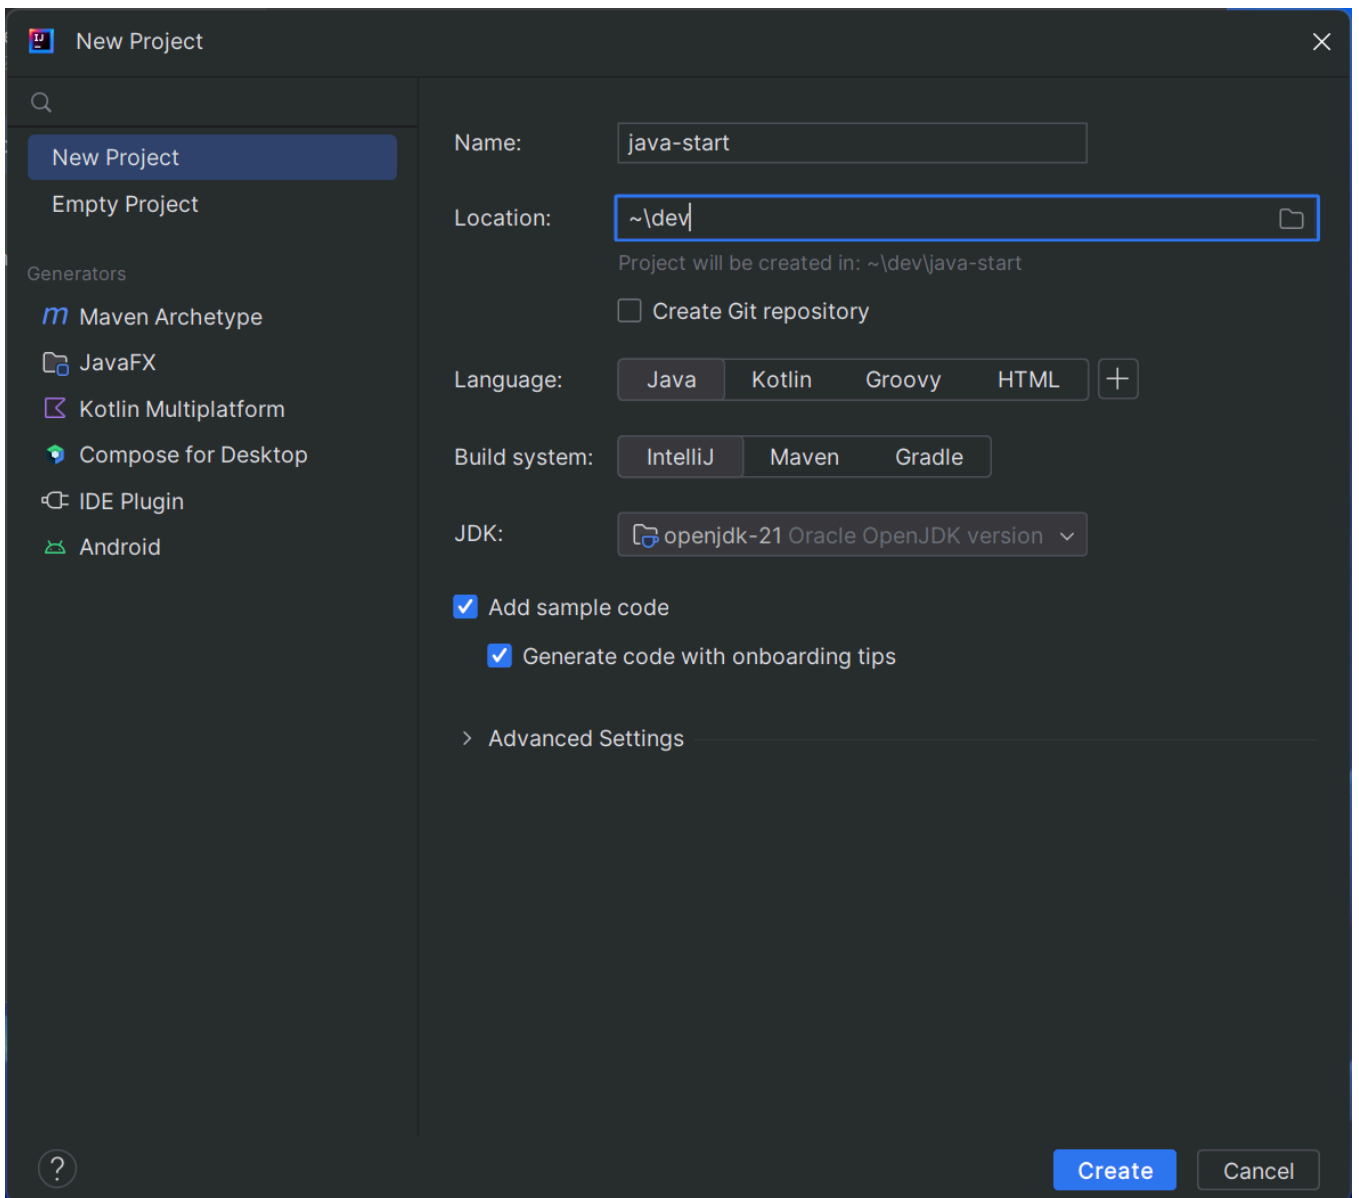 New Project
New Project
Empty Project
Generators
Maven Archetype
JavaFX
Kotlin Multiplatform
Compose for Desktop
IDE Plugin
Android
Name: java-start
Location: ~\dev
Project will be created in: ~\dev\java-start
Create Git repository
Language: Java Kotlin Groovy HTML
Build system: IntelliJ Maven Gradle
JDK: openjdk-21 Oracle OpenJDK version
Add sample code
Generate code with onboarding tips
Advanced Settings
? Create Cancel